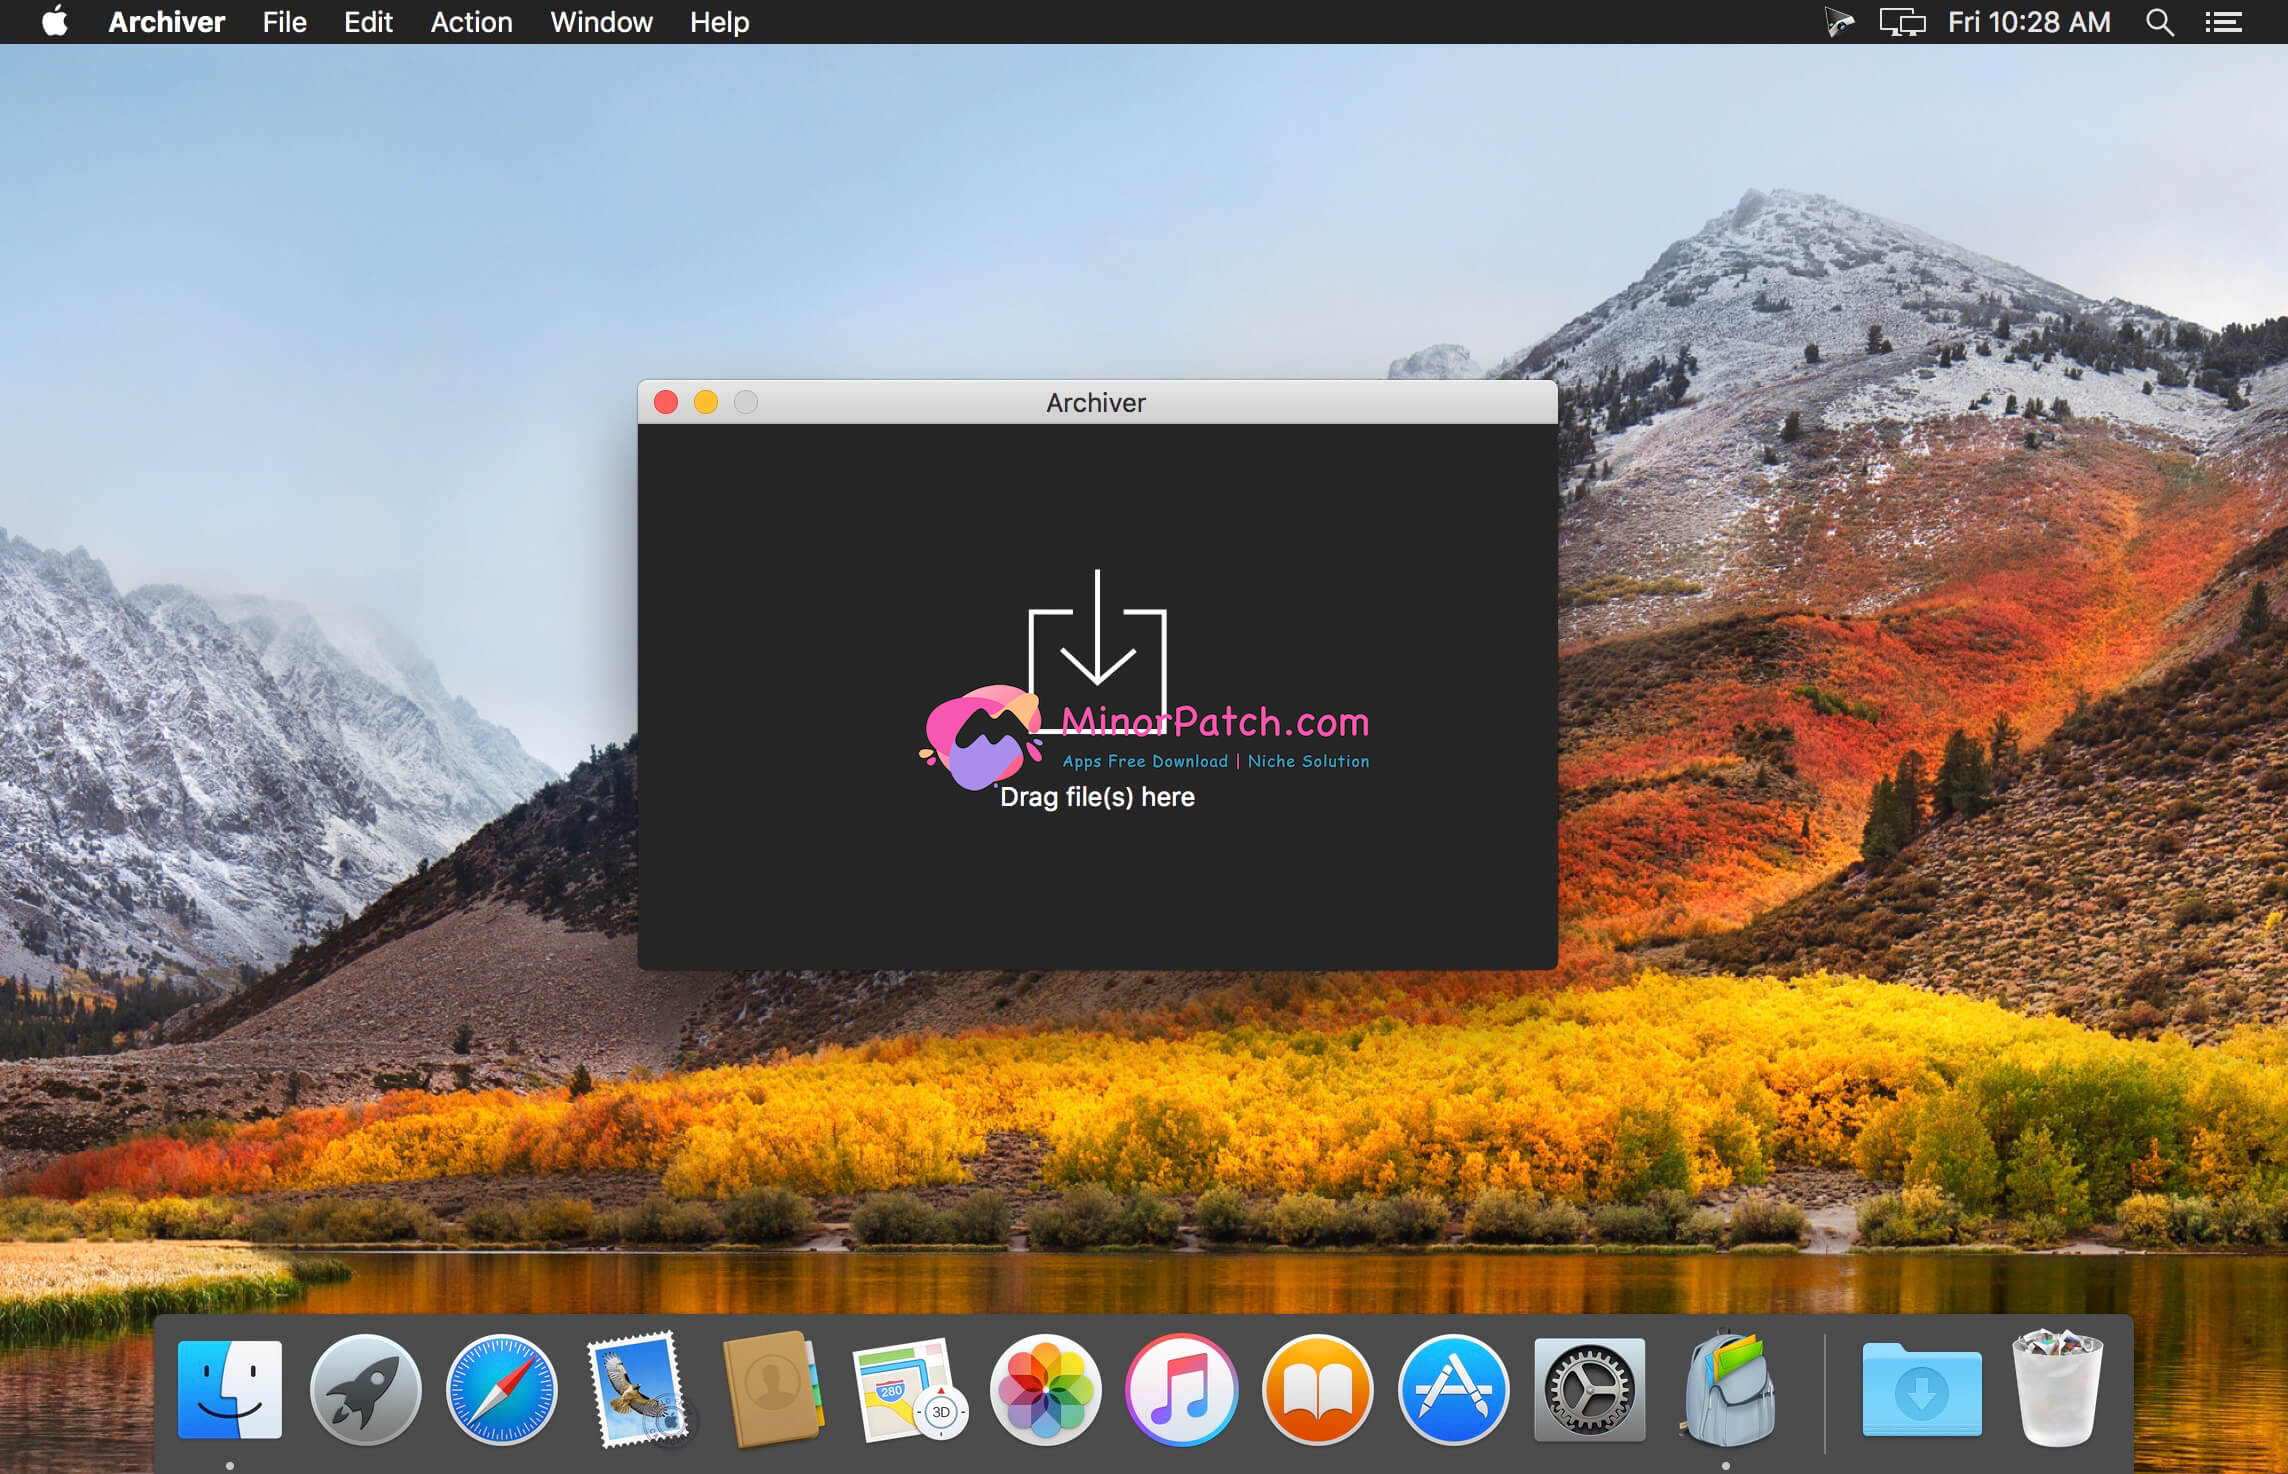 Archiver File Edit Action Window Help Fri 10:28 AM
Archiver
MinorPatch.com
Apps Free Download | Niche Solution
Drag file(s) here
280
3D